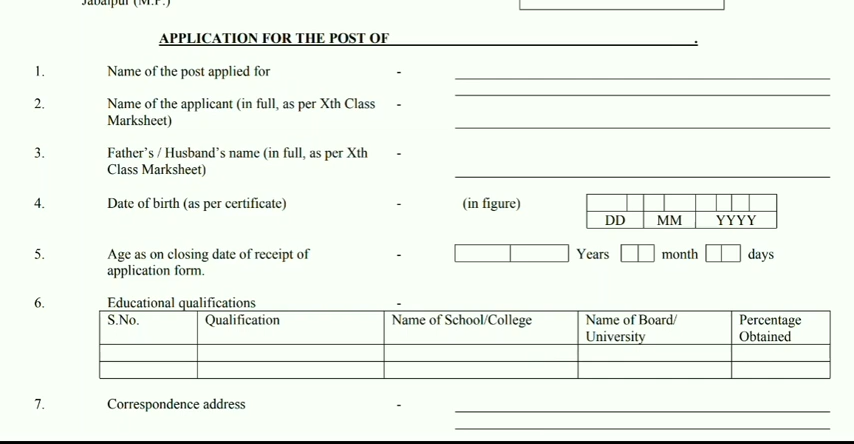 Jabalpur (M.P.)
APPLICATION FOR THE POST OF .
1. Name of the post applied for -
2. Name of the applicant (in full, as per Xth Class -
Marksheet)
3. Father's / Husband's name (in full, as per Xth -
Class Marksheet)
4. Date of birth (as per certificate) - (in figure)
DD MM YYYY
5. Age as on closing date of receipt of - Years month days
application form.
6. Educational qualifications -
S.No. Qualification Name of School/College Name of Board/ Percentage
University Obtained
7. Correspondence address -